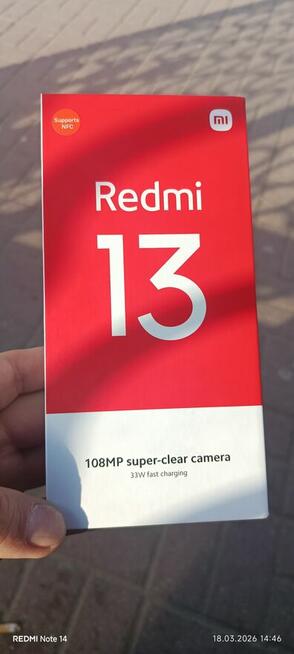 Supports
NFC
mi
Redmi
13
108MP super-clear camera
33W fast charging
REDMI Note 14
18.03.2026 14:46